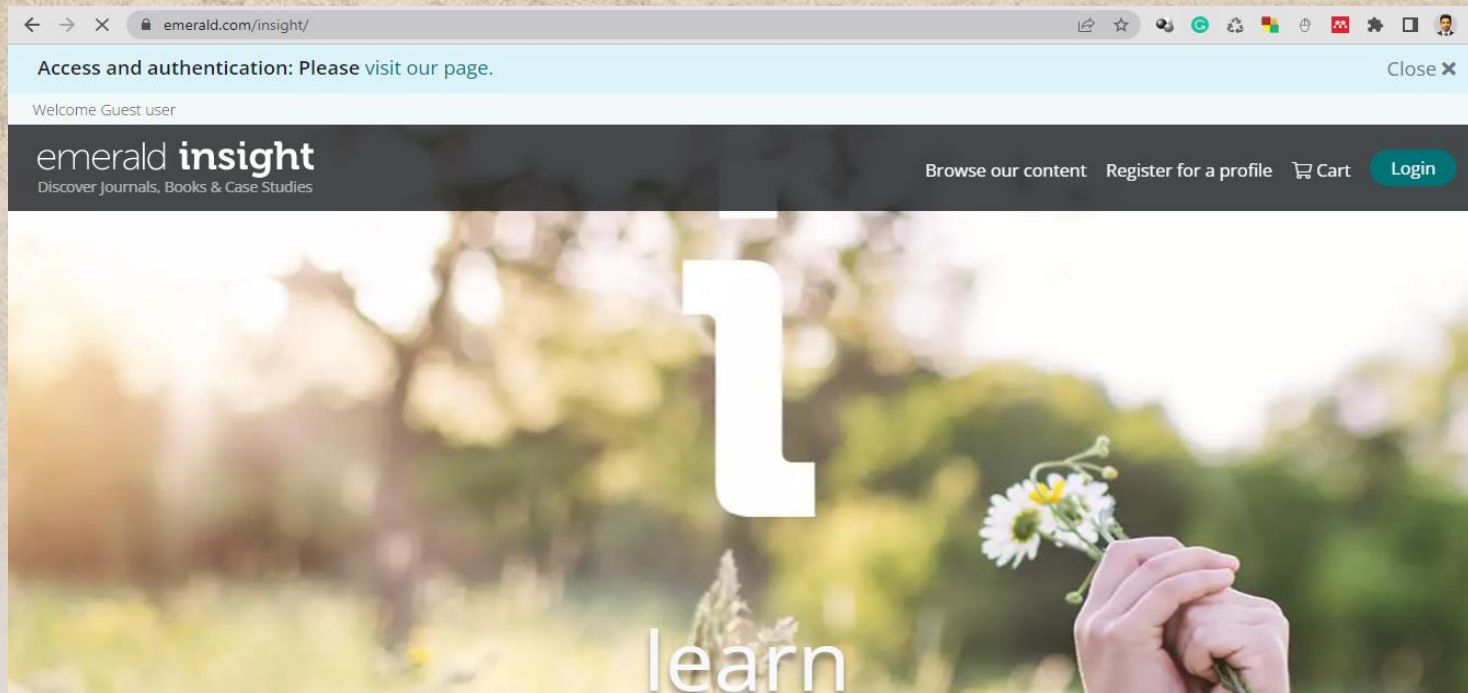 emerald.com/insight/
Access and authentication: Please visit our page. Close ✕
Welcome Guest user
emerald insight
Discover Journals, Books & Case Studies
Browse our content Register for a profile Cart Login
i
learn